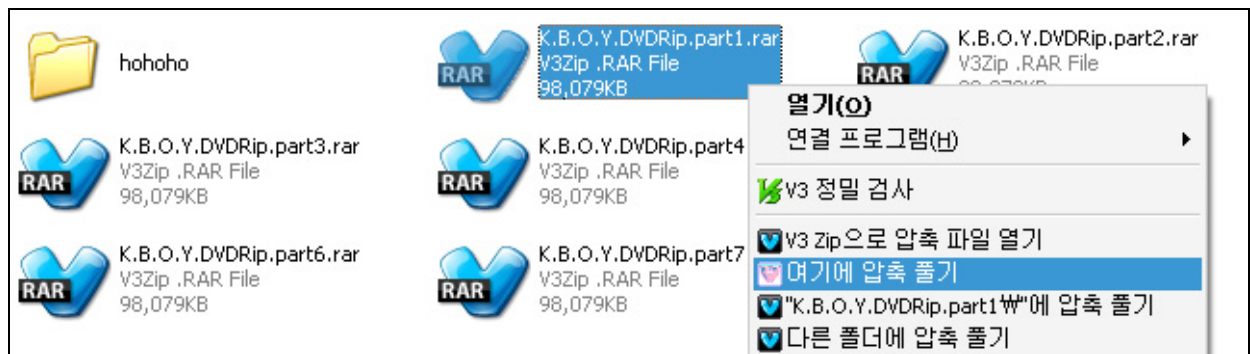 hohoho
K.B.O.Y.DVDRip.part1.rar
V3Zip .RAR File
98,079KB
RAR
K.B.O.Y.DVDRip.part2.rar
V3Zip .RAR File
RAR
K.B.O.Y.DVDRip.part3.rar
V3Zip .RAR File
98,079KB
RAR
K.B.O.Y.DVDRip.part4
V3Zip .RAR File
98,079KB
RAR
K.B.O.Y.DVDRip.part6.rar
V3Zip .RAR File
98,079KB
RAR
K.B.O.Y.DVDRip.part7
V3Zip .RAR File
98,079KB
RAR
열기(O)
연결 프로그램(H)
V3 정밀 검사
V3 Zip으로 압축 파일 열기
여기에 압축 풀기
"K.B.O.Y.DVDRip.part1₩"에 압축 풀기
다른 폴더에 압축 풀기